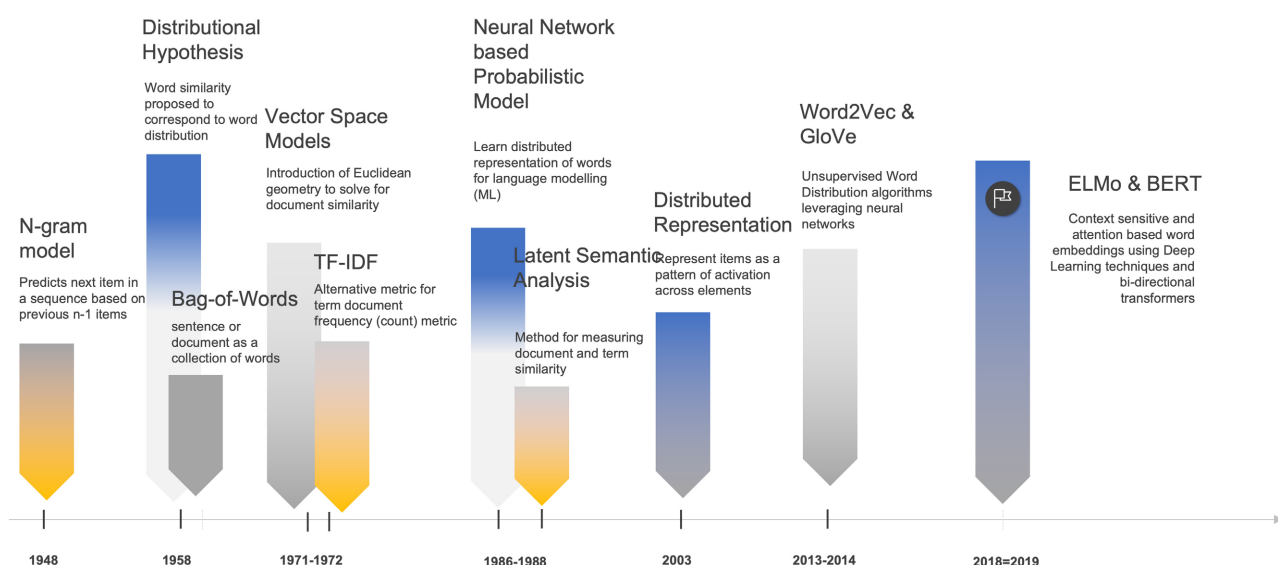 N-gram
model
Predicts next item in
a sequence based on
previous n-1 items
Distributional
Hypothesis
Word similarity
proposed to
correspond to word
distribution
Bag-of-Words
sentence or
document as a
collection of words
Vector Space
Models
Introduction of Euclidean
geometry to solve for
document similarity
TF-IDF
Alternative metric for
term document
frequency (count) metric
Neural Network
based
Probabilistic
Model
Learn distributed
representation of words
for language modelling
(ML)
Latent Semantic
Analysis
Method for measuring
document and term
similarity
Distributed
Representation
Represent items as a
pattern of activation
across elements
Word2Vec &
GloVe
Unsupervised Word
Distribution algorithms
leveraging neural
networks
ELMo & BERT
Context sensitive and
attention based word
embeddings using Deep
Learning techniques and
bi-directional
transformers
1948
1958
1971-1972
1986-1988
2003
2013-2014
2018=2019